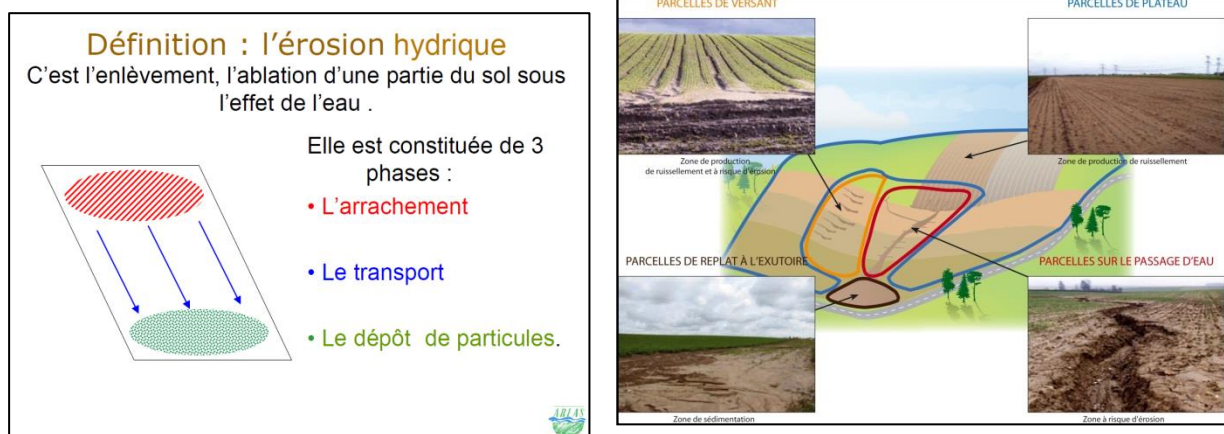 Définition : l’érosion hydrique
C’est l’enlèvement, l’ablation d’une partie du sol sous
l’effet de l’eau .
Elle est constituée de 3
phases :
• L’arrachement
• Le transport
• Le dépôt de particules.
ARLAS
PARCELLES DE VERSANT
PARCELLES DE PLATEAU
Zone de production
de ruissellement et à risque d'érosion
Zone de production de ruissellement
PARCELLES DE REPLAT À L'EXUTOIRE
PARCELLES SUR LE PASSAGE D'EAU
Zone de sédimentation
Zone à risque d'érosion